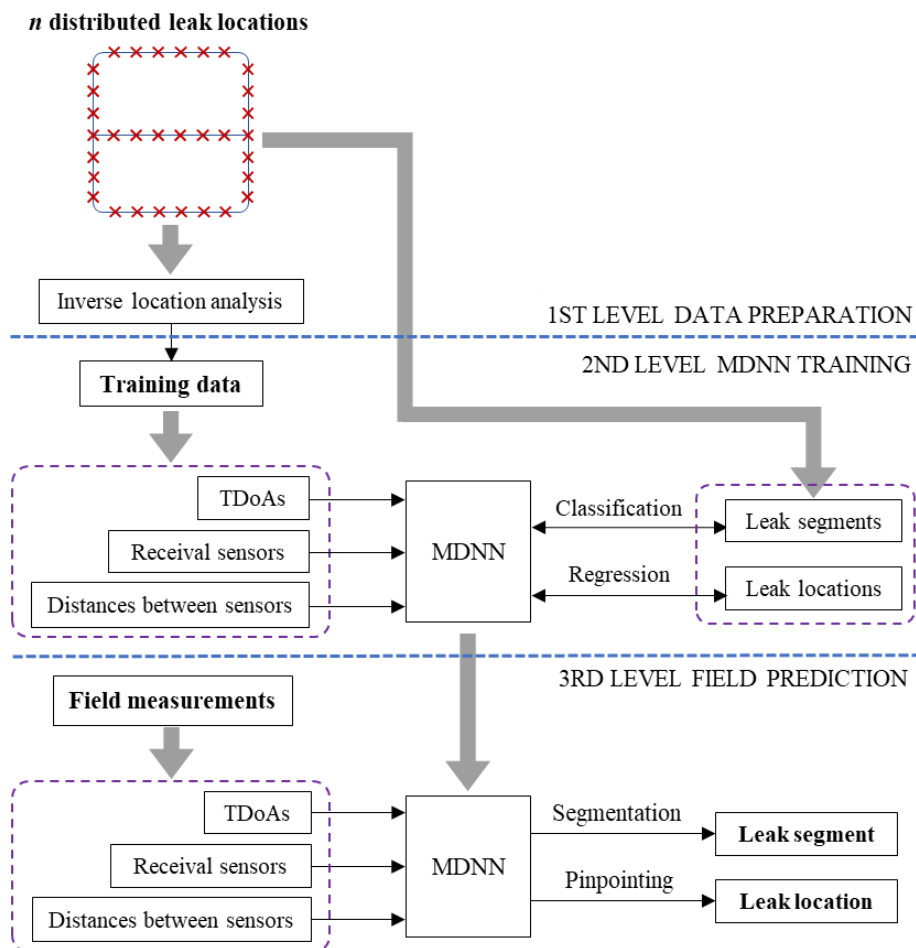 n distributed leak locations
Inverse location analysis
1ST LEVEL DATA PREPARATION
2ND LEVEL MDNN TRAINING
Training data
TDoAs
Receival sensors
Distances between sensors
MDNN
Classification
Regression
Leak segments
Leak locations
3RD LEVEL FIELD PREDICTION
Field measurements
TDoAs
Receival sensors
Distances between sensors
MDNN
Segmentation
Pinpointing
Leak segment
Leak location